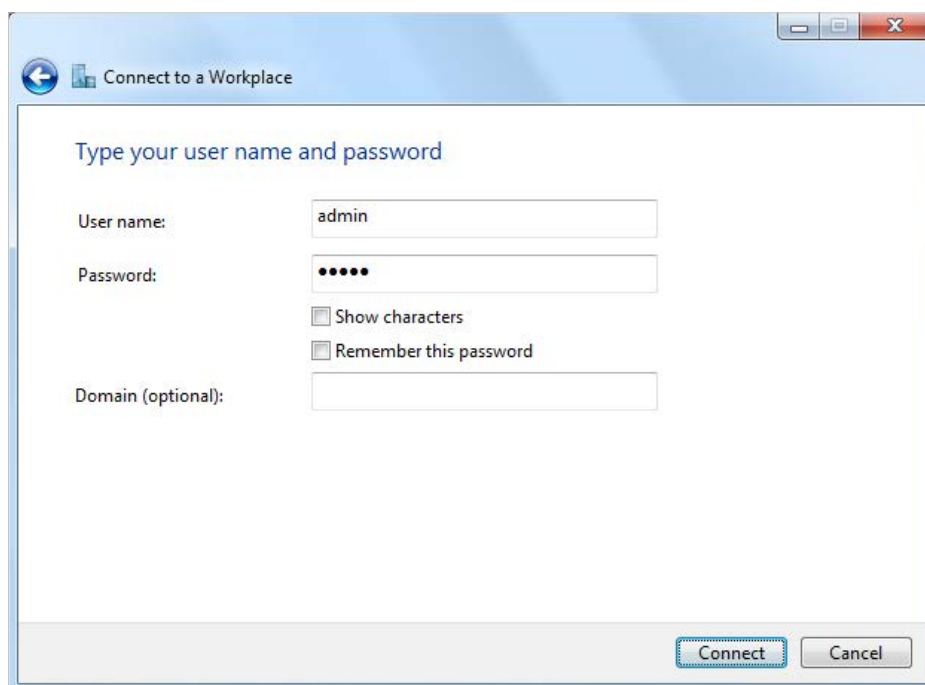 Connect to a Workplace
Type your user name and password
User name: admin
Password: •••••
Show characters
Remember this password
Domain (optional):
Connect Cancel